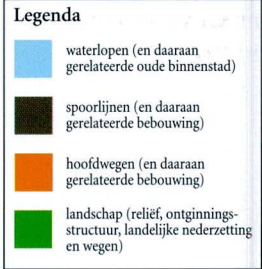 Legenda
waterlopen (en daaraan
gerelateerde oude binnenstad)
spoorlijnen (en daaraan
gerelateerde bebouwing)
hoofdwegen (en daaraan
gerelateerde bebouwing)
landschap (reliëf, ontginnings-
structuur, landelijke nederzetting
en wegen)